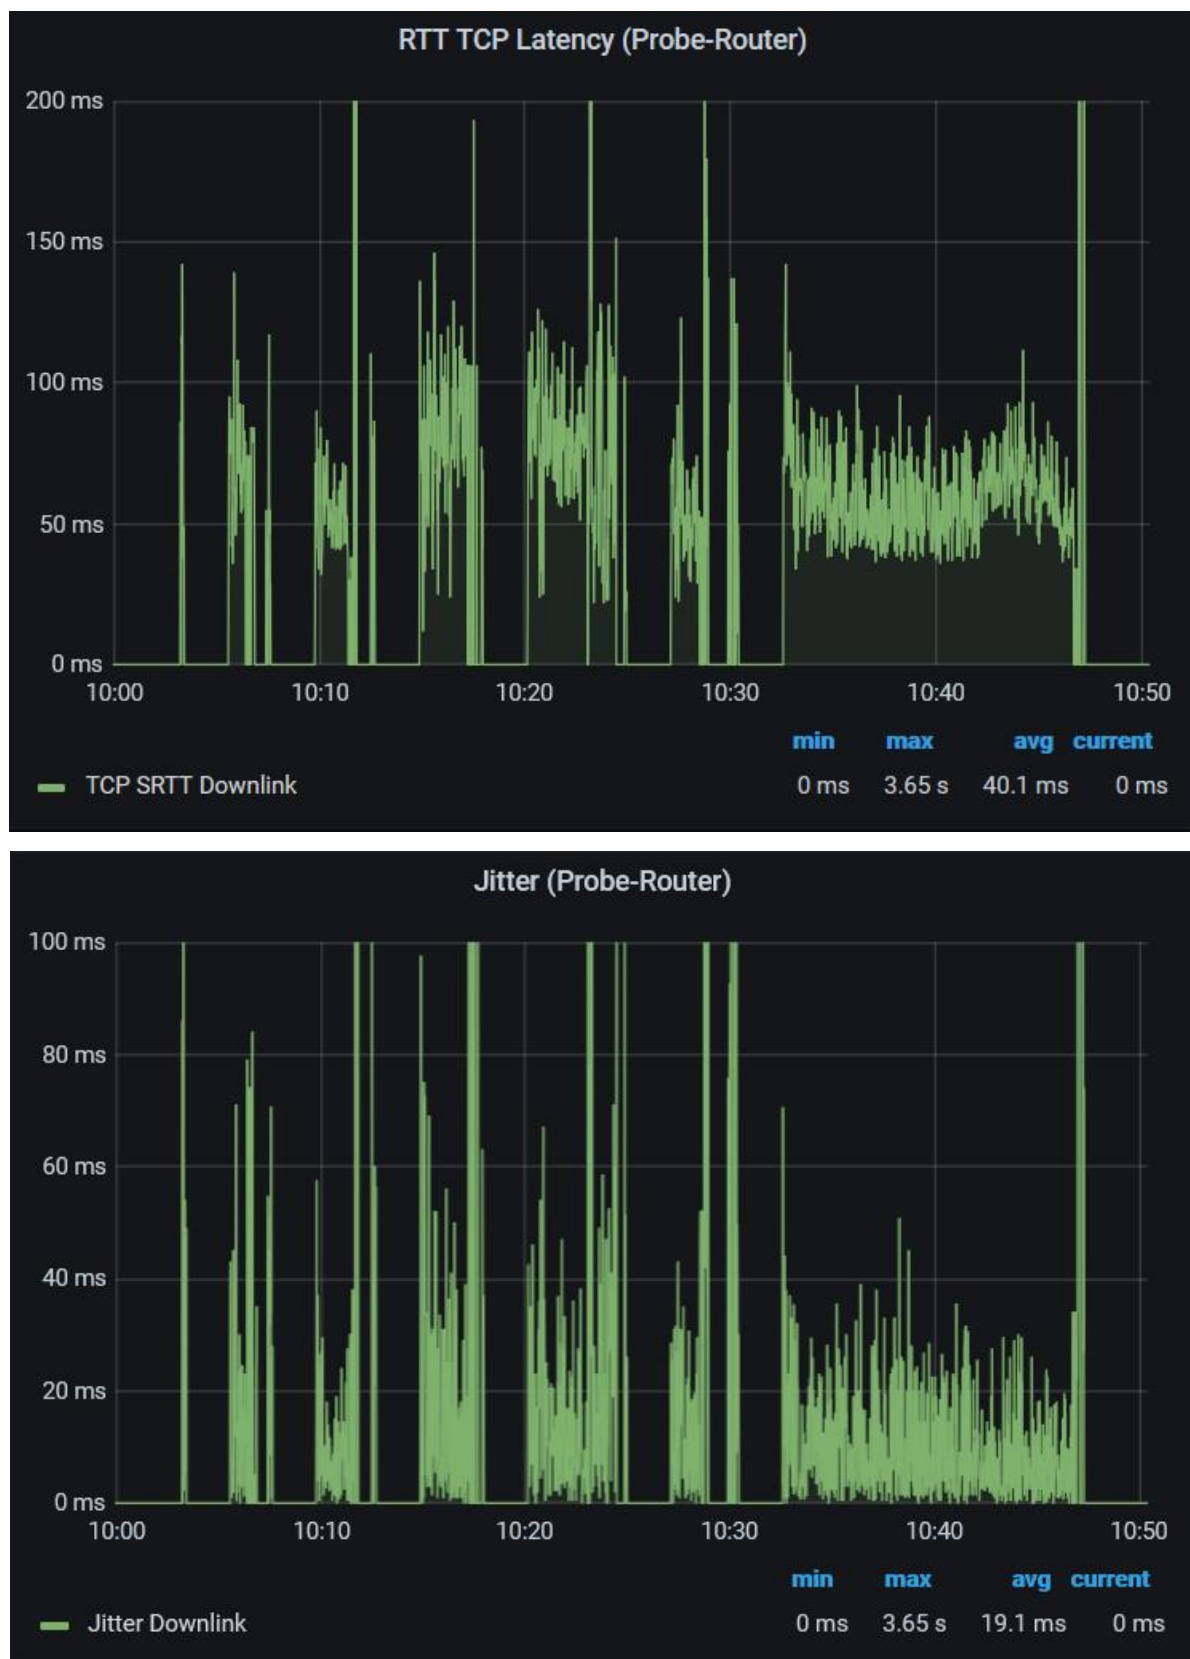 RTT TCP Latency (Probe-Router)
200 ms
150 ms
100 ms
50 ms
0 ms
10:00 10:10 10:20 10:30 10:40 10:50
min max avg current
TCP SRTT Downlink 0 ms 3.65 s 40.1 ms 0 ms
Jitter (Probe-Router)
100 ms
80 ms
60 ms
40 ms
20 ms
0 ms
10:00 10:10 10:20 10:30 10:40 10:50
min max avg current
Jitter Downlink 0 ms 3.65 s 19.1 ms 0 ms